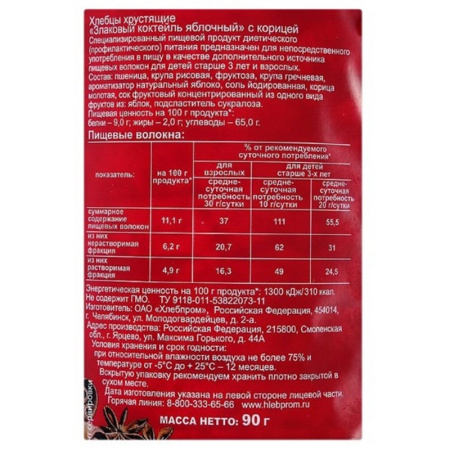 Хлебцы хрустящие
«Злаковый коктейль яблочный» с корицей
Специализированный пищевой продукт диетического
(профилактического) питания предназначен для непосредственного
употребления в пищу в качестве дополнительного источника
пищевых волокон для детей старше 3 лет и взрослых.
Состав: пшеница, крупа рисовая, фруктоза, крупа гречневая,
ароматизатор натуральный яблочный, соль йодированная, корица
молотая, сок фруктовый концентрированный из одного вида
фруктов из: яблок, подсластитель сукралоза.
Пищевая ценность на 100 г продукта*:
белки – 9,0 г; жиры - 2,0 г; углеводы – 65,0 г.
Пищевые волокна:
показатель: на 100 г продукта* % от рекомендуемого
суточного потребления*
для взрослых для детей старше 3-х лет
средне-суточная потребность 30 г/сутки средне-суточная потребность 10 г/сутки средне-суточная потребность 20 г/сутки
суммарное содержание пищевых волокон 11,1 г 37 111 55,5
из них нерастворимая фракция 6,2 г 20,7 62 31
из них растворимая фракция 4,9 г 16,3 49 24,5
Энергетическая ценность на 100 г продукта*: 1300 кДж/310 ккал.
Не содержит ГМО. ТУ 9118-011-53822073-11
Изготовитель: ОАО «Хлебпром», Российская Федерация, 454014,
г. Челябинск, ул. Молодогвардейцев, д. 2-а.
Адрес производства: Российская Федерация, 215800, Смоленская
обл., г. Ярцево, ул. Максима Горького, д. 44А
Условия хранения и срок годности:
при относительной влажности воздуха не более 75% и
температуре от -5°С до + 25°С – 12 месяцев.
Вскрытую упаковку рекомендуем хранить плотно закрытой в
сухом месте.
Дата изготовления указана на левой стороне лицевой части.
Горячая линия: 8-800-333-65-66 www.hlebprom.ru
МАССА НЕТТО: 90 г